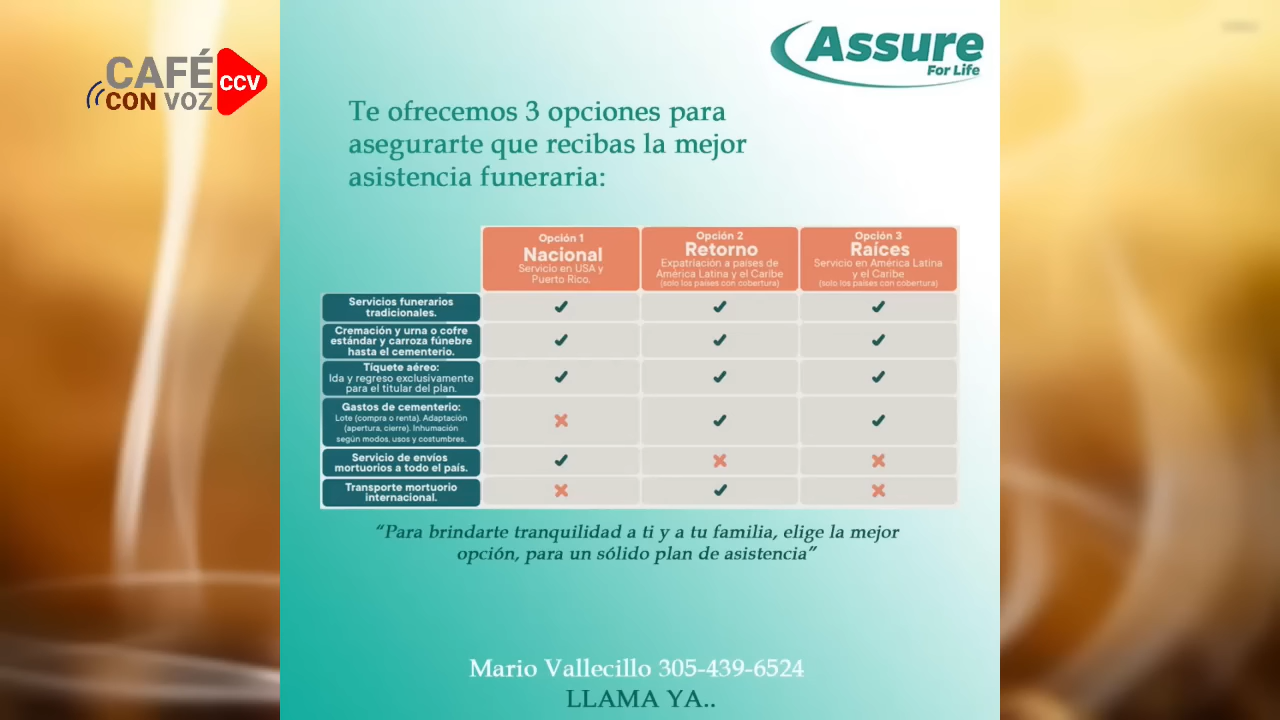 CAFÉ
CON VOZ
CCV
Assure
For Life
Te ofrecemos 3 opciones para
asegurarte que recibas la mejor
asistencia funeraria:
Opción 1
Nacional
Servicio en USA y
Puerto Rico.
Opción 2
Retorno
Expatriación a paises de
América Latina y el Caribe
(solo los paises con cobertura)
Opción 3
Raíces
Servicio en América Latina
y el Caribe
(solo los paises con cobertura)
Servicios funerarios
tradicionales.
Cremación y urna o cofre
estándar y carroza fúnebre
hasta el cementerio.
Tíquete aéreo:
Ida y regreso exclusivamente
para el titular del plan.
Gastos de cementerio:
Lote (compra o renta). Adaptación
(apertura, cierre). Inhumación
según modos, usos y costumbres.
Servicio de envíos
mortuorios a todo el país.
Transporte mortuorio
internacional.
“Para brindarte tranquilidad a ti y a tu familia, elige la mejor
opción, para un sólido plan de asistencia”
Mario Vallecillo 305-439-6524
LLAMA YA..